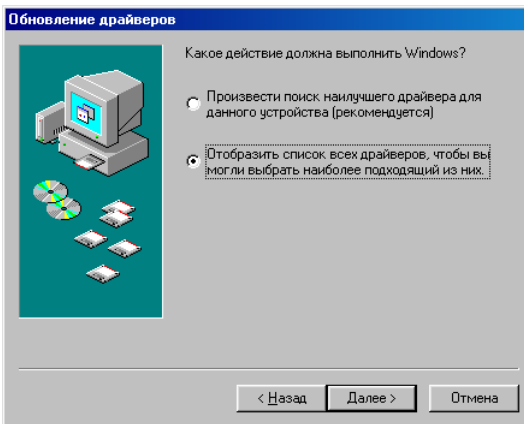 Обновление драйверов
Какое действие должна выполнить Windows?
Произвести поиск наилучшего драйвера для
данного устройства (рекомендуется)
Отобразить список всех драйверов, чтобы вы
могли выбрать наиболее подходящий из них.
< Назад
Далее >
Отмена